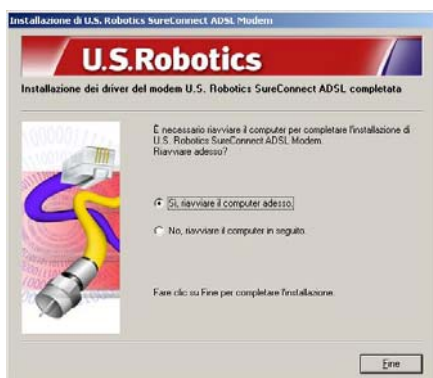 Installazione di U.S. Robotics SureConnect ADSL Modem
U.S.Robotics
Installazione dei driver del modem U.S. Robotics SureConnect ADSL completata
È necessario riavviare il computer per completare l'installazione di
U.S. Robotics SureConnect ADSL Modem.
Riavviare adesso?
Sì, riavviare il computer adesso.
No, riavviare il computer in seguito.
Fare clic su Fine per completare l'installazione.
Fine